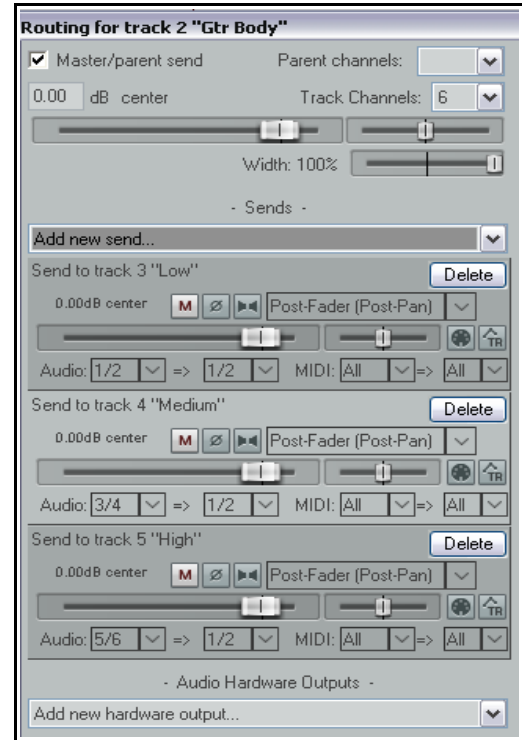 Routing for track 2 "Gtr Body"
Master/parent send Parent channels:
0.00 dB center Track Channels: 6
Width: 100%
- Sends -
Add new send...
Send to track 3 "Low" Delete
0.00dB center M Ø Post-Fader (Post-Pan)
TR
Audio: 1/2 => 1/2 MIDI: All => All
Send to track 4 "Medium" Delete
0.00dB center M Ø Post-Fader (Post-Pan)
TR
Audio: 3/4 => 1/2 MIDI: All => All
Send to track 5 "High" Delete
0.00dB center M Ø Post-Fader (Post-Pan)
TR
Audio: 5/6 => 1/2 MIDI: All => All
- Audio Hardware Outputs -
Add new hardware output...